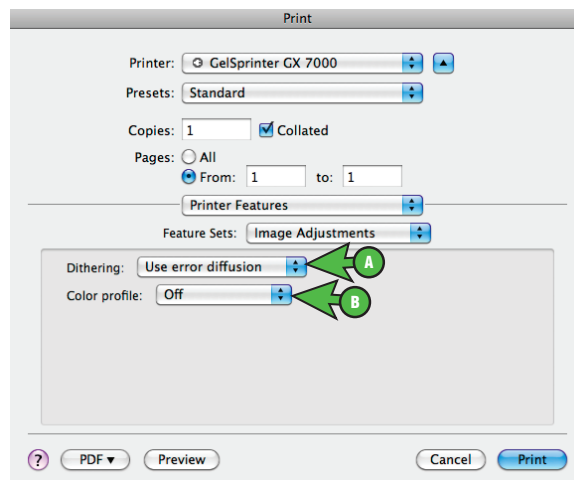 Print
Printer: GelSprinter GX 7000
Presets: Standard
Copies: 1 Collated
Pages: All
From: 1 to: 1
Printer Features
Feature Sets: Image Adjustments
Dithering: Use error diffusion A
Color profile: Off B
? PDF ▾ Preview Cancel Print